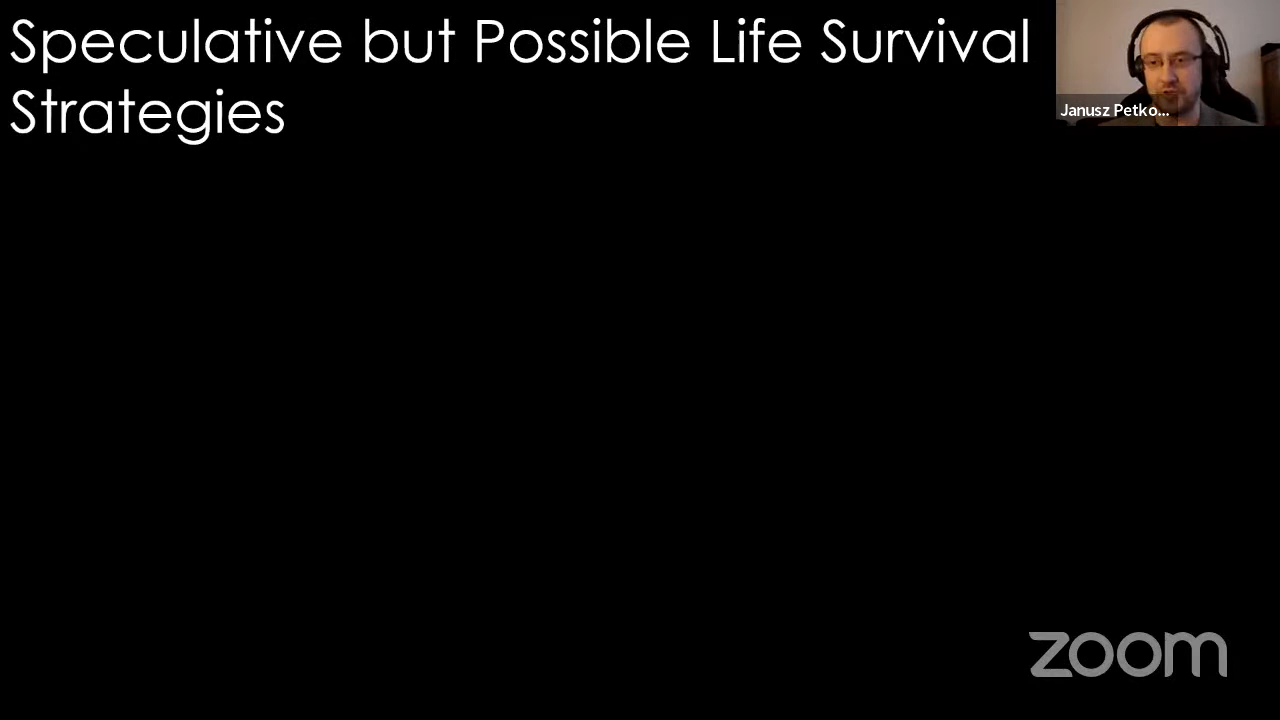 Speculative but Possible Life Survival
Strategies
Janusz Petko...
zoom